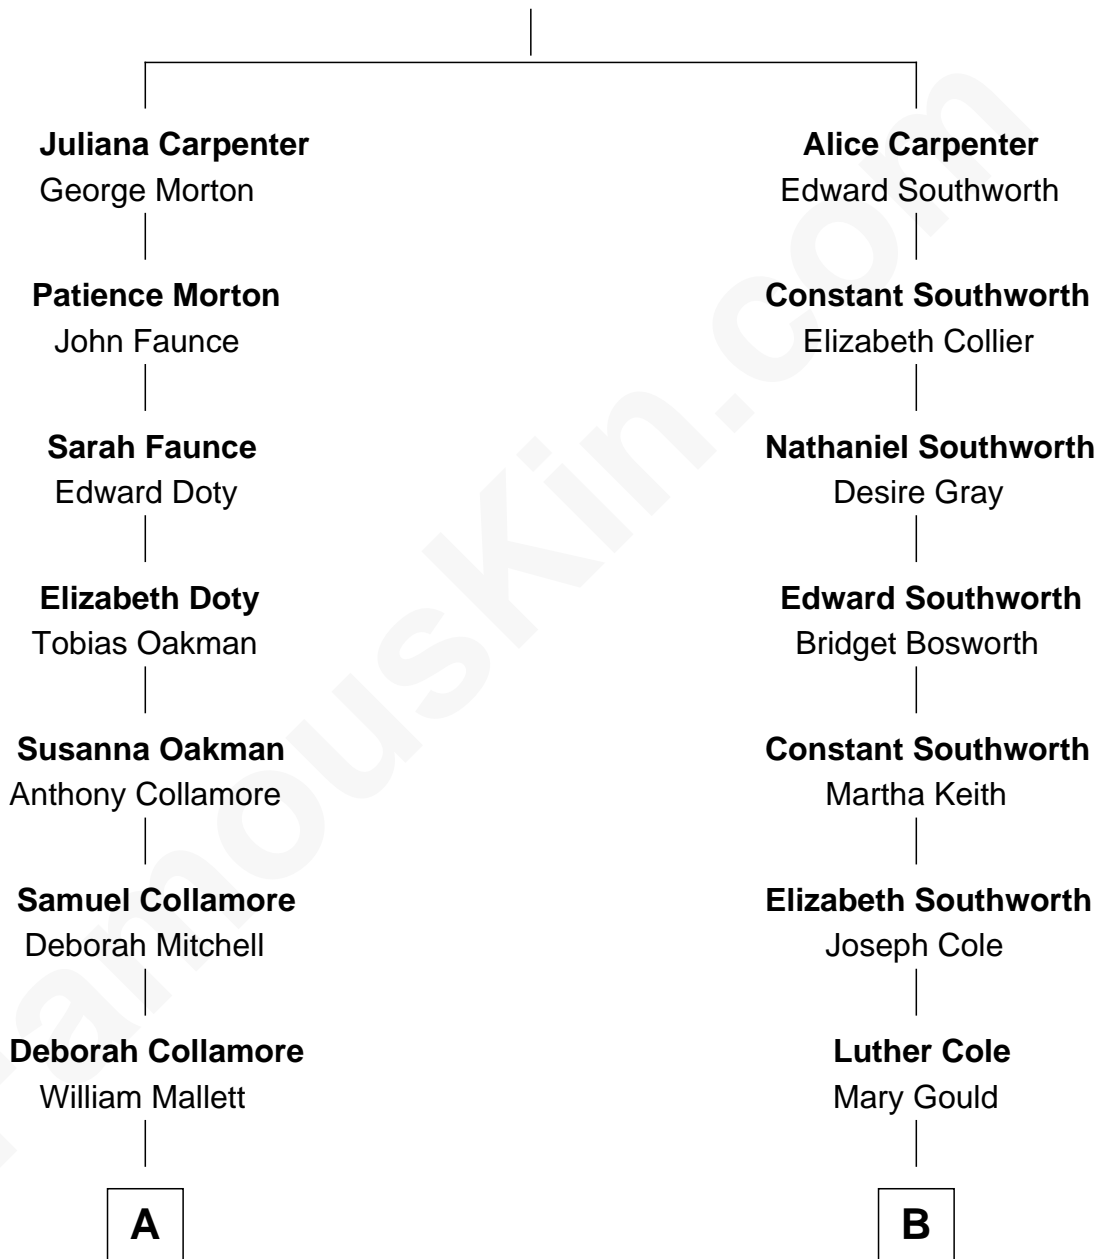 Juliana Carpenter
George Morton
Patience Morton
John Faunce
Sarah Faunce
Edward Doty
Elizabeth Doty
Tobias Oakman
Susanna Oakman
Anthony Collamore
Samuel Collamore
Deborah Mitchell
Deborah Collamore
William Mallett
A
Alice Carpenter
Edward Southworth
Constant Southworth
Elizabeth Collier
Nathaniel Southworth
Desire Gray
Edward Southworth
Bridget Bosworth
Constant Southworth
Martha Keith
Elizabeth Southworth
Joseph Cole
Luther Cole
Mary Gould
B
FamousKin.com